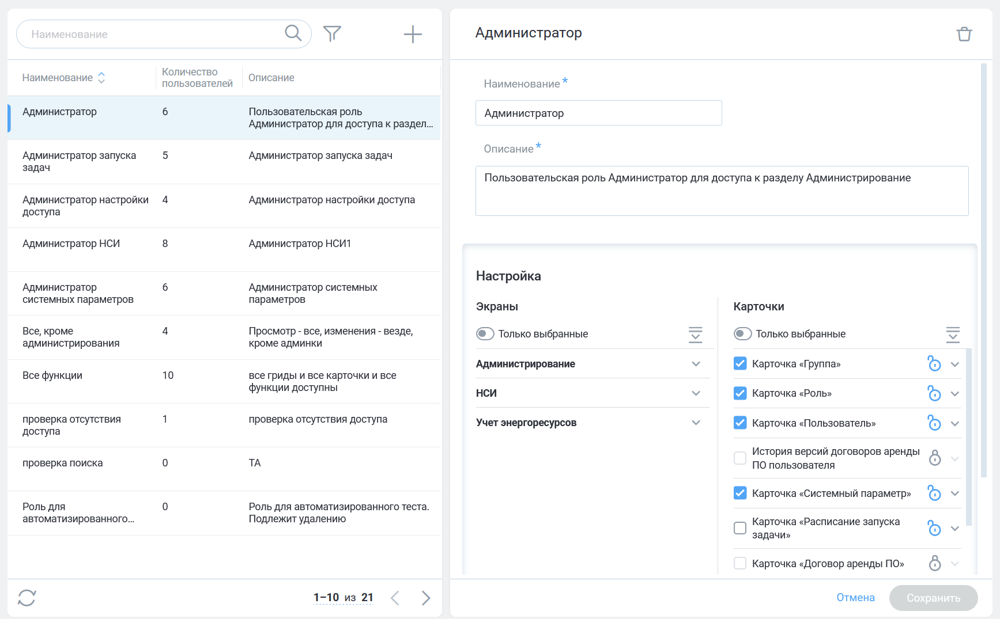 Наименование
Наименование
Количество
пользователей
Описание
Администратор
6
Пользовательская роль
Администратор для доступа к раздел...
Администратор запуска
задач
5
Администратор запуска задач
Администратор настройки
доступа
4
Администратор настройки доступа
Администратор НСИ
8
Администратор НСИ1
Администратор
системных параметров
6
Администратор системных
параметров
Все, кроме
администрирования
4
Просмотр - все, изменения - везде,
кроме админки
Все функции
10
все гриды и все карточки и все
функции доступны
проверка отсутствия
доступа
1
проверка отсутствия доступа
проверка поиска
0
ТА
Роль для
автоматизированного...
0
Роль для автоматизированного теста.
Подлежит удалению
1–10 из 21
Администратор
Наименование *
Администратор
Описание *
Пользовательская роль Администратор для доступа к разделу Администрирование
Настройка
Экраны
Только выбранные
Администрирование
НСИ
Учет энергоресурсов
Карточки
Только выбранные
Карточка «Группа»
Карточка «Роль»
Карточка «Пользователь»
История версий договоров аренды
ПО пользователя
Карточка «Системный параметр»
Карточка «Расписание запуска
задачи»
Карточка «Договор аренды ПО»
Отмена
Сохранить